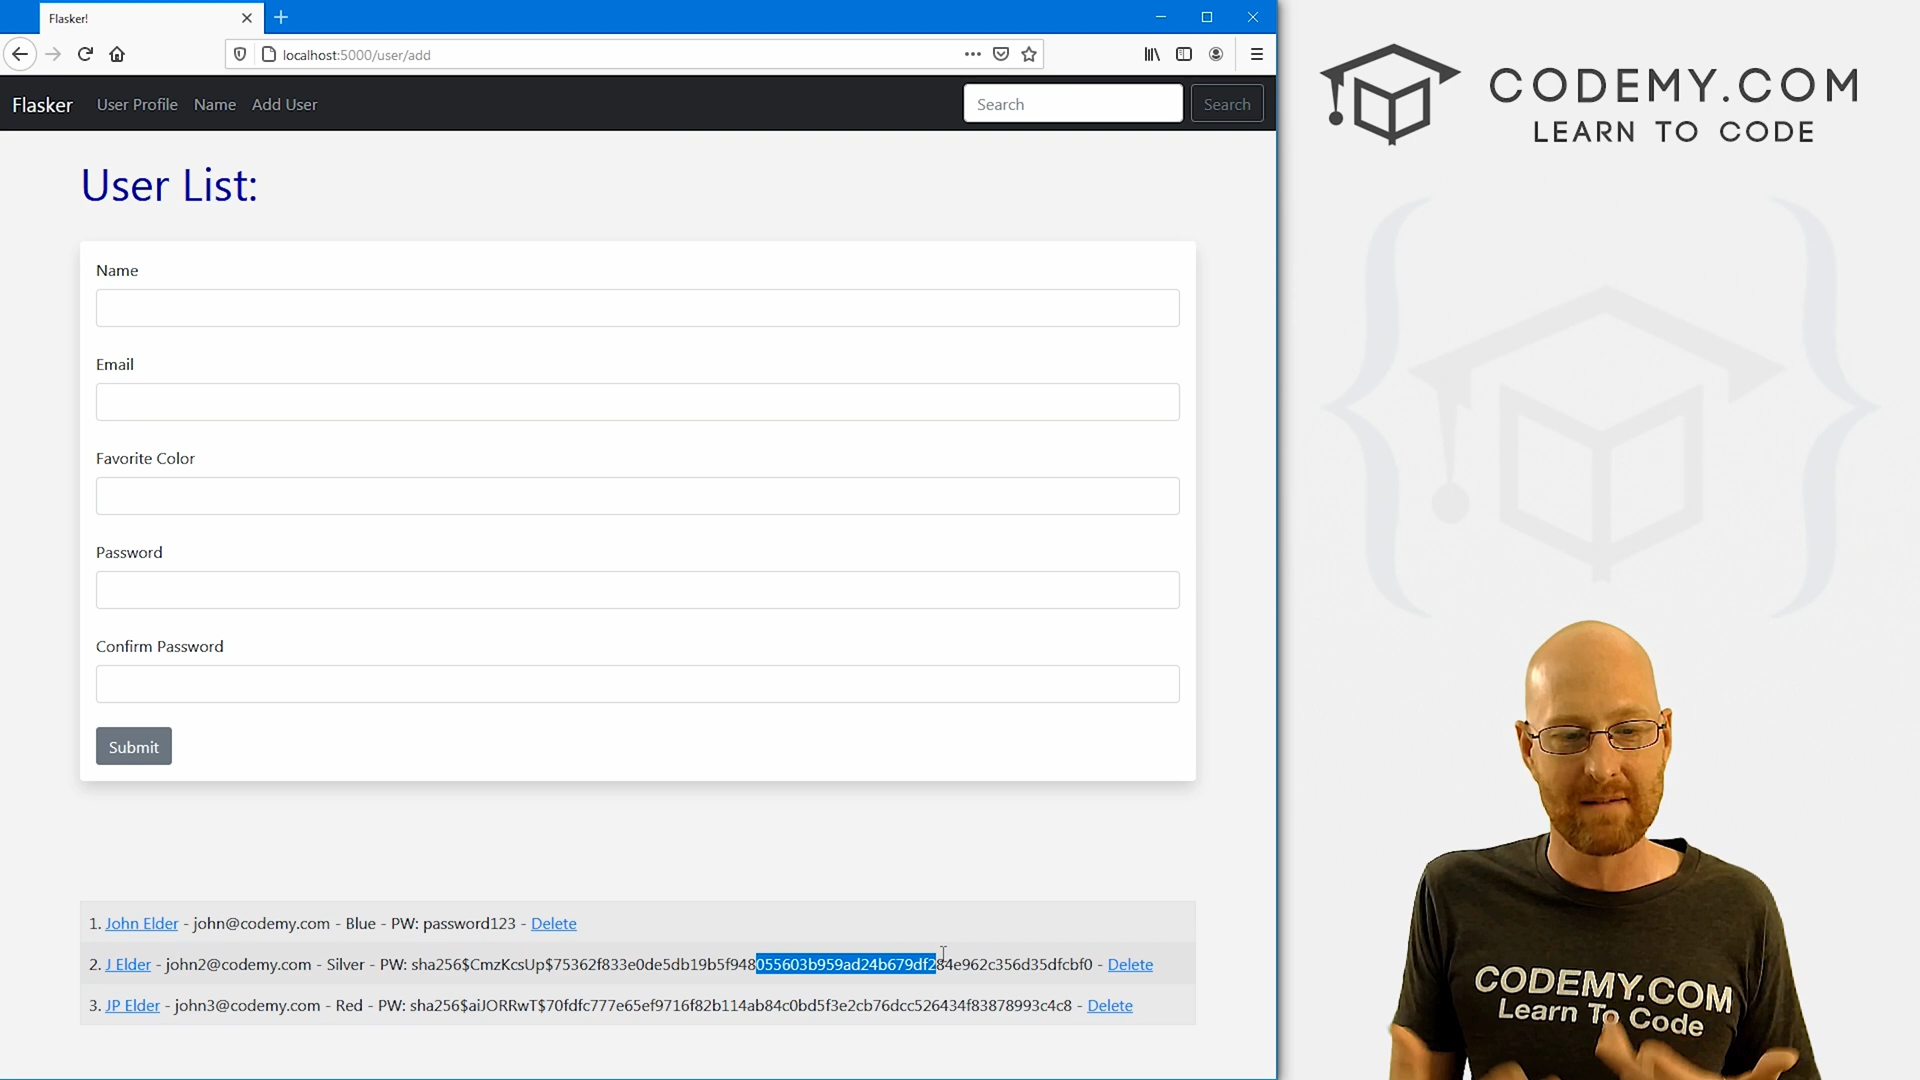 Flasker!
localhost:5000/user/add
Flasker User Profile Name Add User Search Search
CODEMY.COM
LEARN TO CODE
User List:
Name
Email
Favorite Color
Password
Confirm Password
Submit
1. John Elder - john@codemy.com - Blue - PW: password123 - Delete
2. J Elder - john2@codemy.com - Silver - PW: sha256$CmzKcsUp$75362f833e0de5db19b5f948055603b959ad24b679df284e962c356d35dfcbf0 - Delete
3. JP Elder - john3@codemy.com - Red - PW: sha256$aiJORRwT$70fdfc777e65ef9716f82b114ab84c0bd5f3e2cb76dcc526434f83878993c4c8 - Delete
CODEMY.COM
Learn To Code